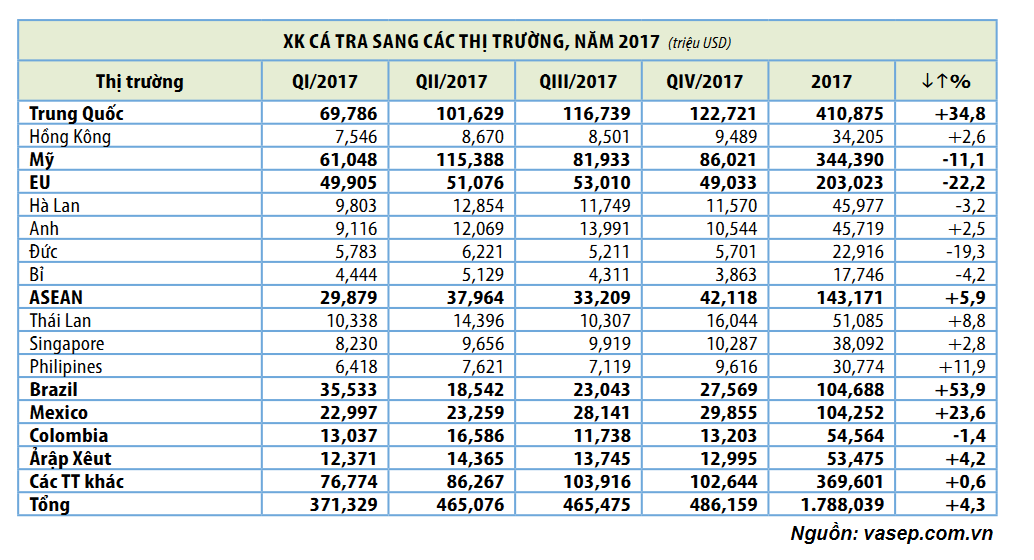 XK CÁ TRA SANG CÁC THỊ TRƯỜNG, NĂM 2017 (triệu USD)
Thị trường QI/2017 QII/2017 QIII/2017 QIV/2017 2017 ↓↑%
Trung Quốc 69,786 101,629 116,739 122,721 410,875 +34,8
Hồng Kông 7,546 8,670 8,501 9,489 34,205 +2,6
Mỹ 61,048 115,388 81,933 86,021 344,390 -11,1
EU 49,905 51,076 53,010 49,033 203,023 -22,2
Hà Lan 9,803 12,854 11,749 11,570 45,977 -3,2
Anh 9,116 12,069 13,991 10,544 45,719 +2,5
Đức 5,783 6,221 5,211 5,701 22,916 -19,3
Bỉ 4,444 5,129 4,311 3,863 17,746 -4,2
ASEAN 29,879 37,964 33,209 42,118 143,171 +5,9
Thái Lan 10,338 14,396 10,307 16,044 51,085 +8,8
Singapore 8,230 9,656 9,919 10,287 38,092 +2,8
Philipines 6,418 7,621 7,119 9,616 30,774 +11,9
Brazil 35,533 18,542 23,043 27,569 104,688 +53,9
Mexico 22,997 23,259 28,141 29,855 104,252 +23,6
Colombia 13,037 16,586 11,738 13,203 54,564 -1,4
Ảrập Xêut 12,371 14,365 13,745 12,995 53,475 +4,2
Các TT khác 76,774 86,267 103,916 102,644 369,601 +0,6
Tổng 371,329 465,076 465,475 486,159 1.788,039 +4,3
Nguồn: vasep.com.vn